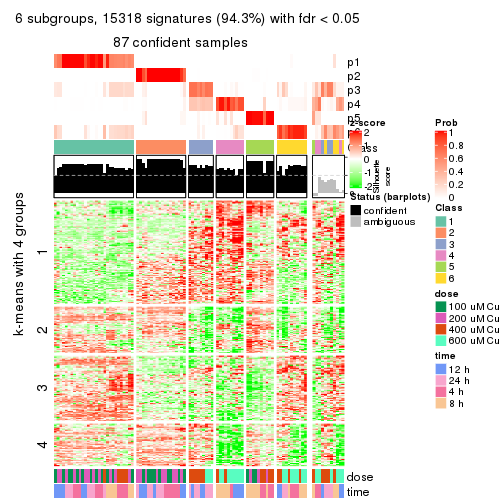 6 subgroups, 15318 signatures (94.3%) with fdr < 0.05
87 confident samples
p1
p2
p3
p4
p5
k-means with 4 groups
1
2
3
4
dose
time
z-score
2
1
0
-1
-2
Silhouette
score
Status (barplots)
confident
ambiguous
Prob
1
0.8
0.6
0.4
0.2
0
Class
1
2
3
4
5
6
dose
100 uM Cu
200 uM Cu
400 uM Cu
600 uM Cu
time
12 h
24 h
4 h
8 h